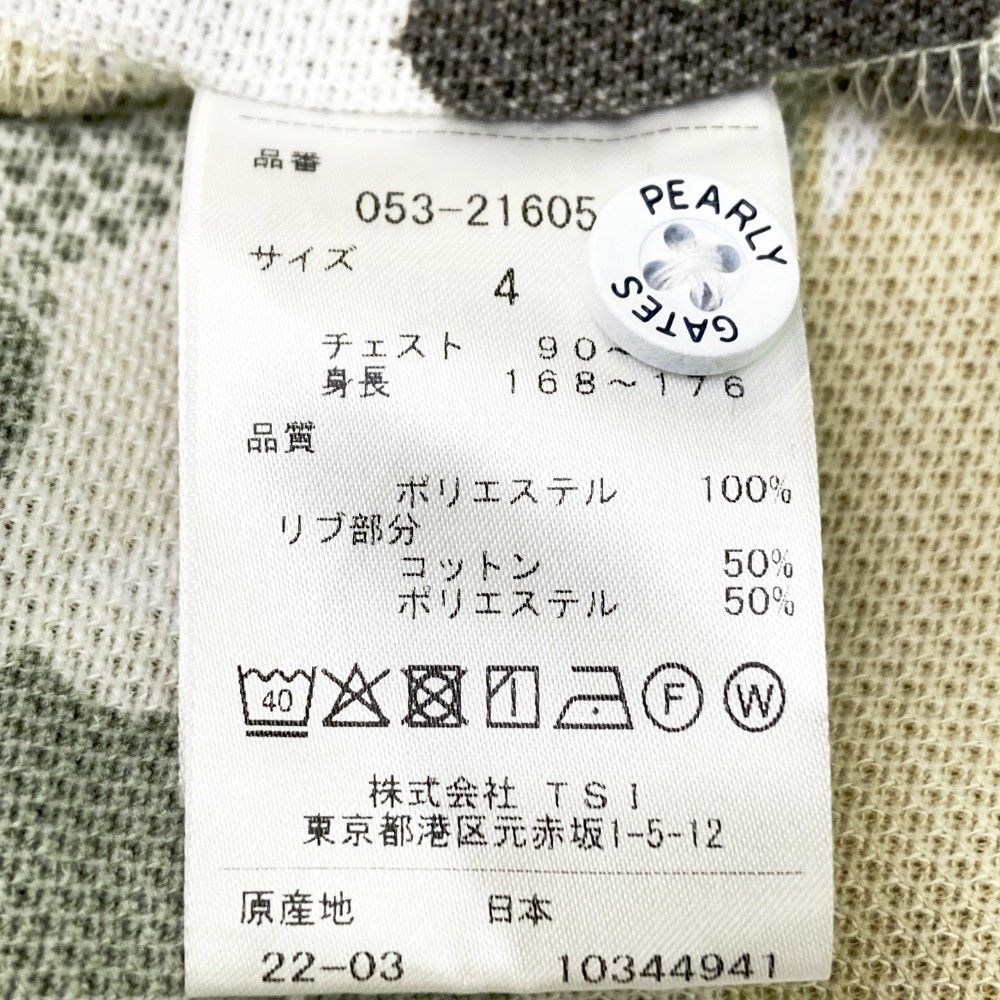 品番
053-21605
PEARLY
GATES
サイズ
4
チェスト 90~
身長 168~176
品質
ポリエステル 100%
リブ部分
コットン 50%
ポリエステル 50%
40
F
W
株式会社 TSI
東京都港区元赤坂1-5-12
原産地 日本
22-03 10344941